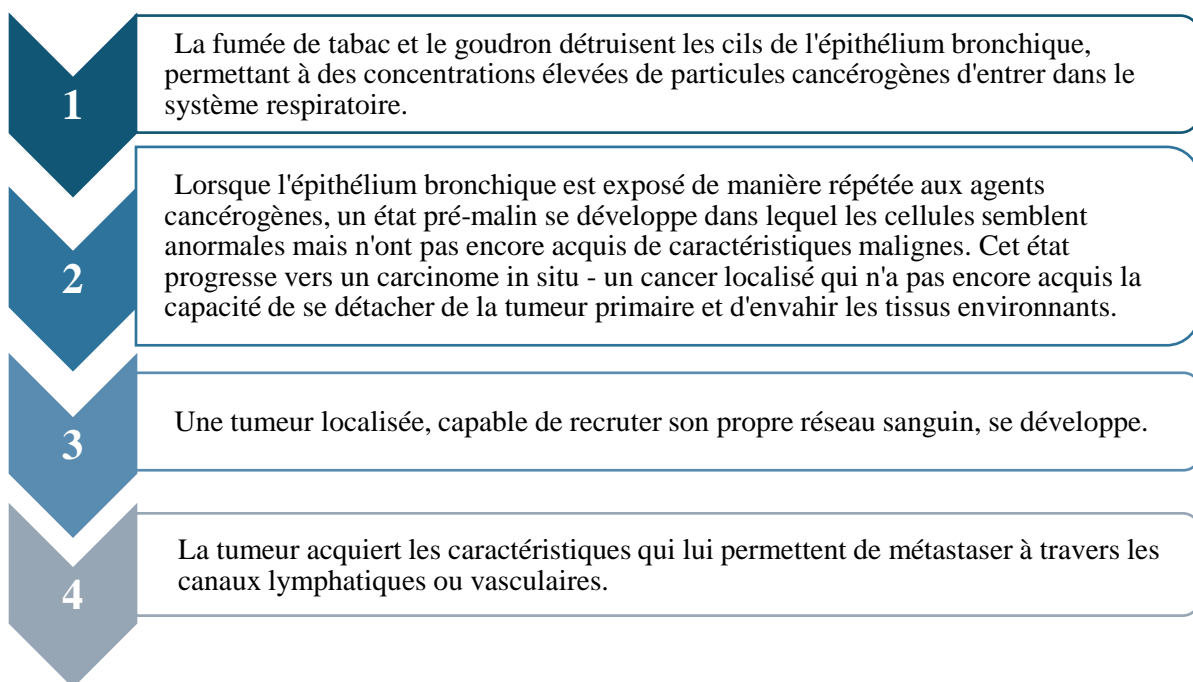 1
La fumée de tabac et le goudron détruisent les cils de l'épithélium bronchique,
permettant à des concentrations élevées de particules cancérogènes d'entrer dans le
système respiratoire.
2
Lorsque l'épithélium bronchique est exposé de manière répétée aux agents
cancérogènes, un état pré-malin se développe dans lequel les cellules semblent
anormales mais n'ont pas encore acquis de caractéristiques malignes. Cet état
progresse vers un carcinome in situ - un cancer localisé qui n'a pas encore acquis la
capacité de se détacher de la tumeur primaire et d'envahir les tissus environnants.
3
Une tumeur localisée, capable de recruter son propre réseau sanguin, se développe.
4
La tumeur acquiert les caractéristiques qui lui permettent de métastaser à travers les
canaux lymphatiques ou vasculaires.